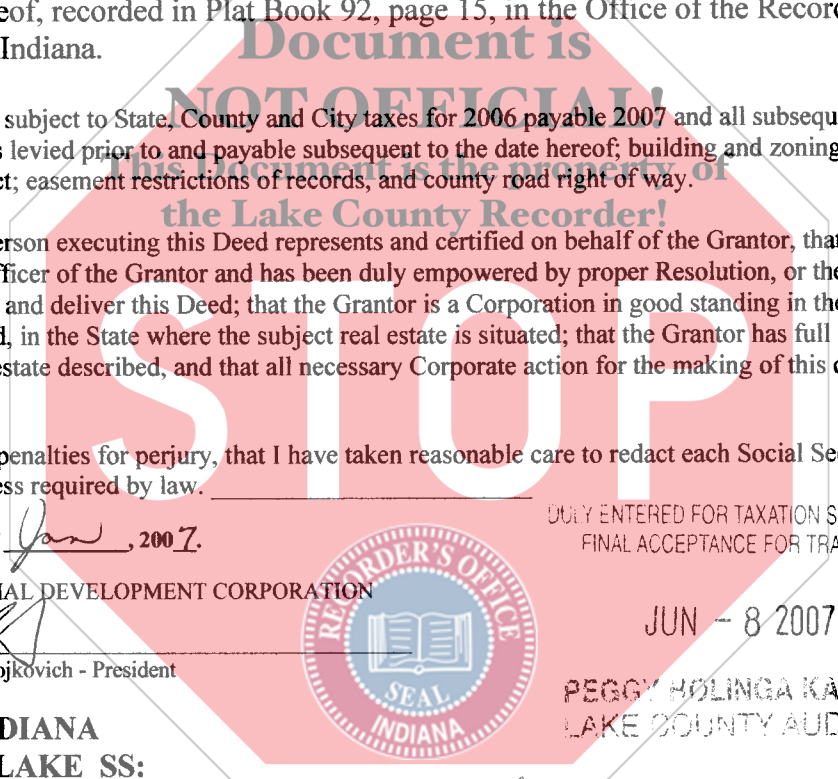 eof, recorded in Plat Book 92, page 15, in the Office of the Record
Indiana.
Document is
NOT OFFICIAL!
This Document is the property of
the Lake County Recorder!
STOP
subject to State, County and City taxes for 2006 payable 2007 and all subsequ
s levied prior to and payable subsequent to the date hereof; building and zoning
ct; easement restrictions of records, and county road right of way.
erson executing this Deed represents and certified on behalf of the Grantor, that
fficer of the Grantor and has been duly empowered by proper Resolution, or the
and deliver this Deed; that the Grantor is a Corporation in good standing in the
d, in the State where the subject real estate is situated; that the Grantor has full
estate described, and that all necessary Corporate action for the making of this c
penalties for perjury, that I have taken reasonable care to redact each Social Se
ess required by law.
Jan, 2007.
DULY ENTERED FOR TAXATION S
FINAL ACCEPTANCE FOR TRA
IAL DEVELOPMENT CORPORATION
JUN - 8 2007
ojkovich - President
PEGGY HOLINGA KA
LAKE COUNTY AUD
RECORDER'S OFFICE
SEAL
INDIANA
DIANA
LAKE SS: